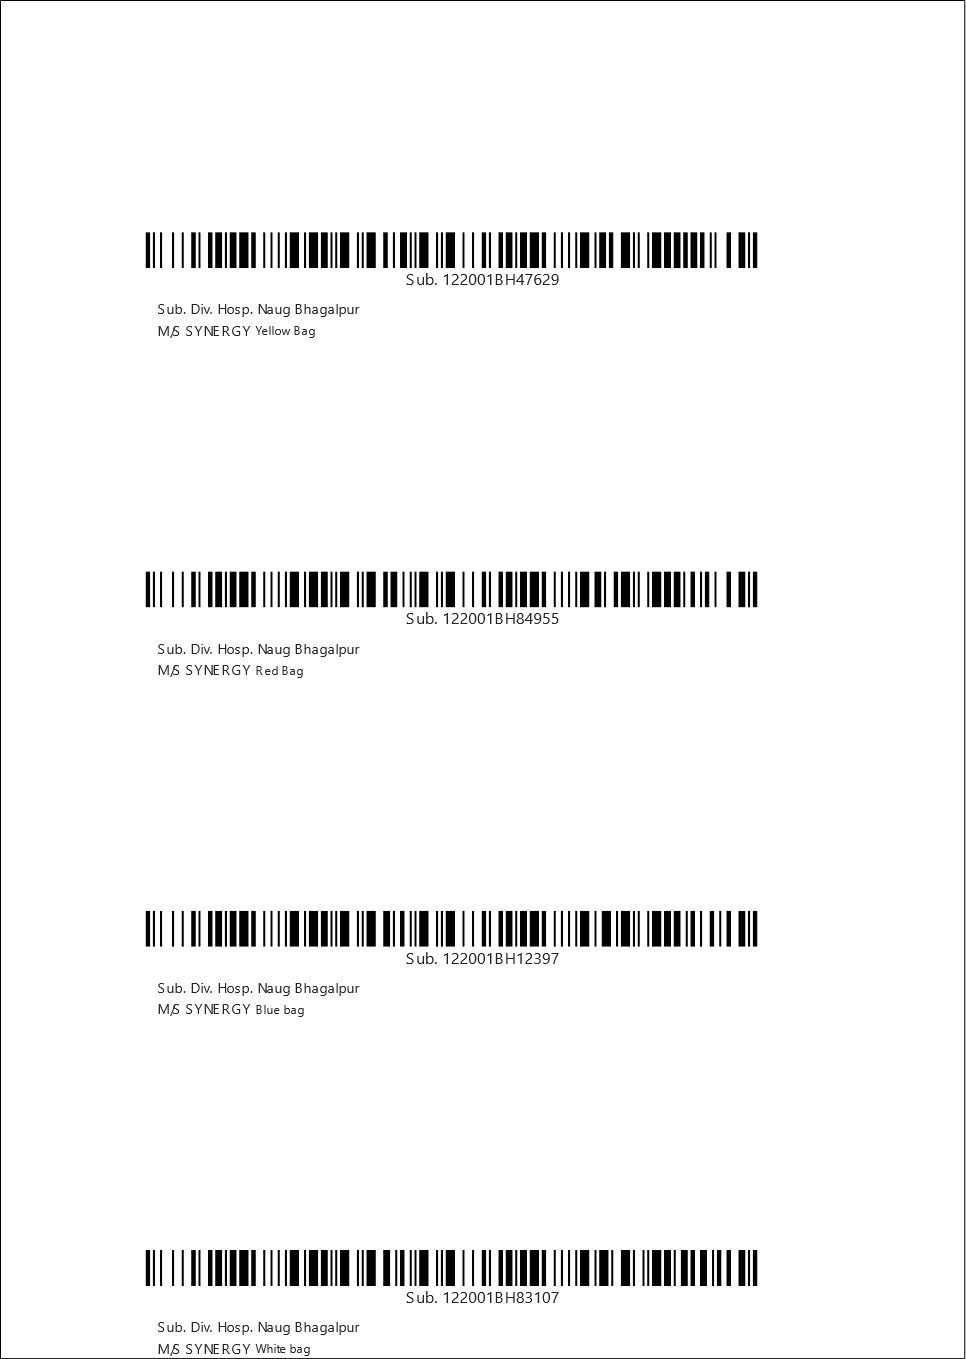 Sub. 122001BH47629
Sub. Div. Hosp. Naug Bhagalpur
M/S SYNERGY Yellow Bag
Sub. 122001BH84955
Sub. Div. Hosp. Naug Bhagalpur
M/S SYNERGY Red Bag
Sub. 122001BH12397
Sub. Div. Hosp. Naug Bhagalpur
M/S SYNERGY Blue bag
Sub. 122001BH83107
Sub. Div. Hosp. Naug Bhagalpur
M/S SYNERGY White bag